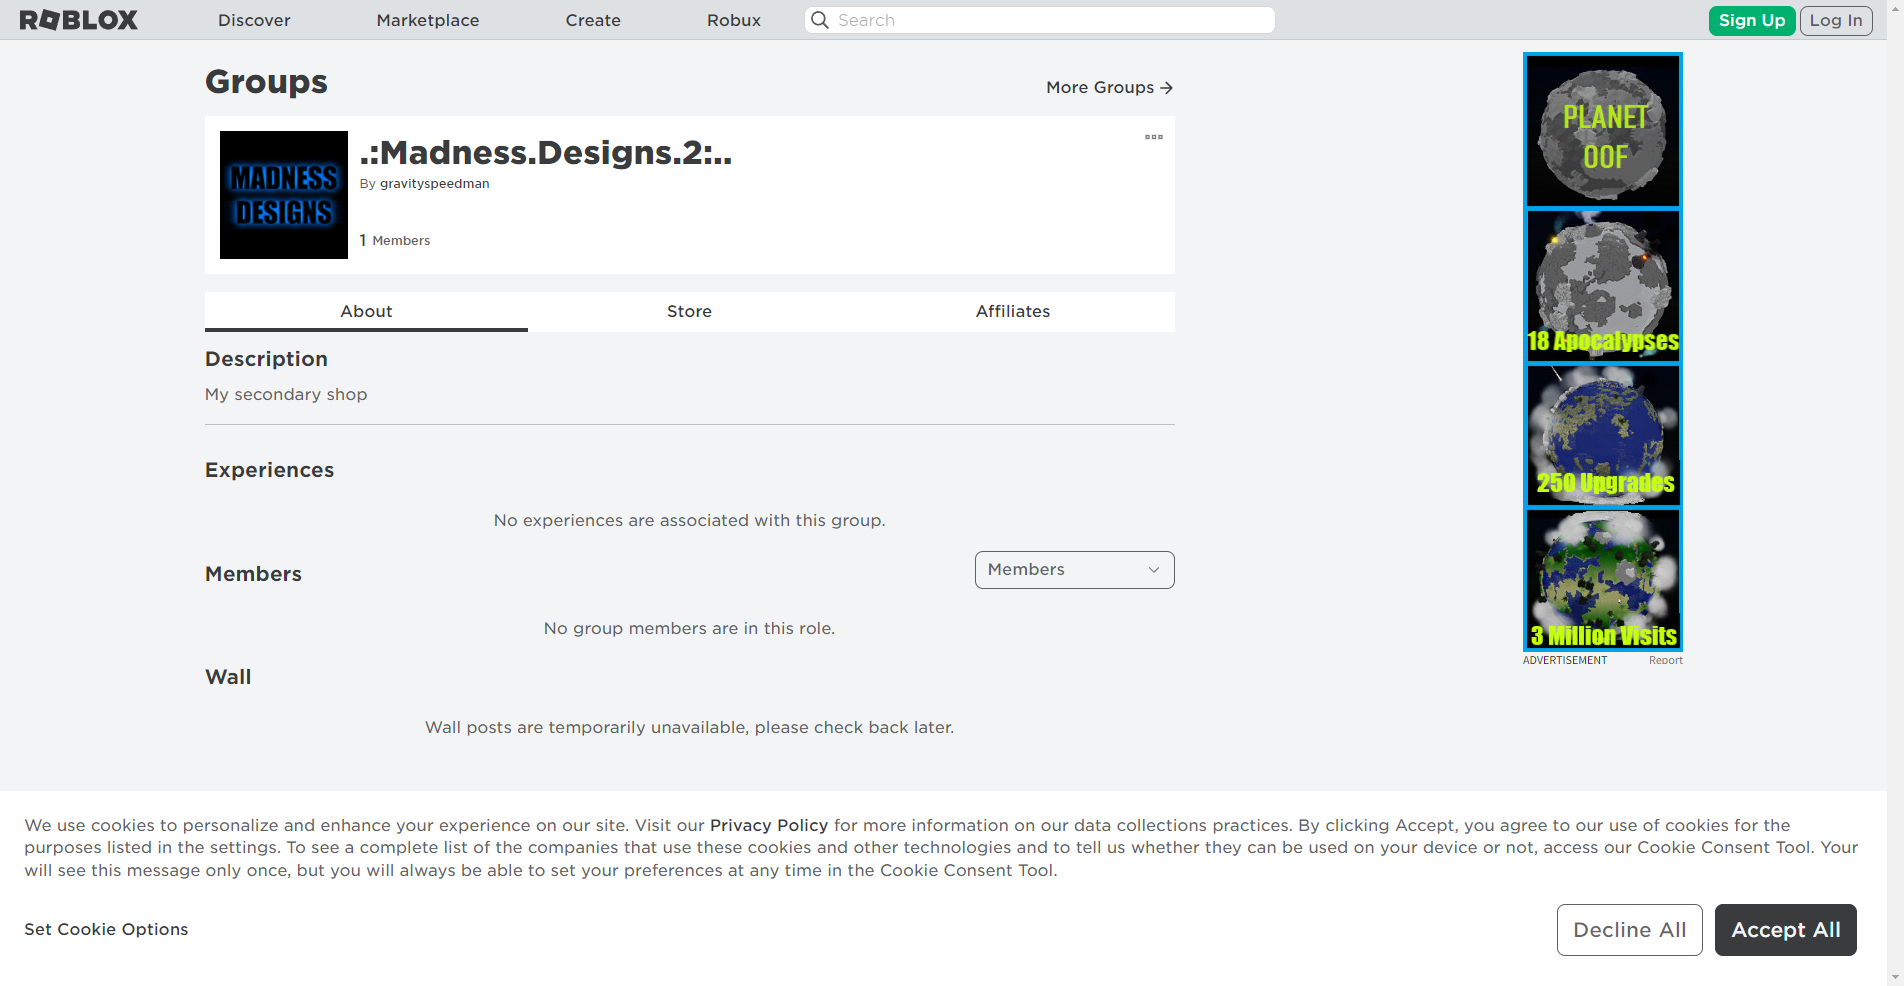 ROBLOX Discover Marketplace Create Robux Search Sign Up Log In
Groups
More Groups
MADNESS
DESIGNS
.:Madness.Designs.2:..
By gravityspeedman
1 Members
About Store Affiliates
Description
My secondary shop
Experiences
No experiences are associated with this group.
Members
Members
No group members are in this role.
Wall
Wall posts are temporarily unavailable, please check back later.
PLANET
OOF
18 Apocalypses
250 Upgrades
3 Million Visits
ADVERTISEMENT Report
We use cookies to personalize and enhance your experience on our site. Visit our Privacy Policy for more information on our data collections practices. By clicking Accept, you agree to our use of cookies for the
purposes listed in the settings. To see a complete list of the companies that use these cookies and other technologies and to tell us whether they can be used on your device or not, access our Cookie Consent Tool. Your
will see this message only once, but you will always be able to set your preferences at any time in the Cookie Consent Tool.
Set Cookie Options
Decline All
Accept All